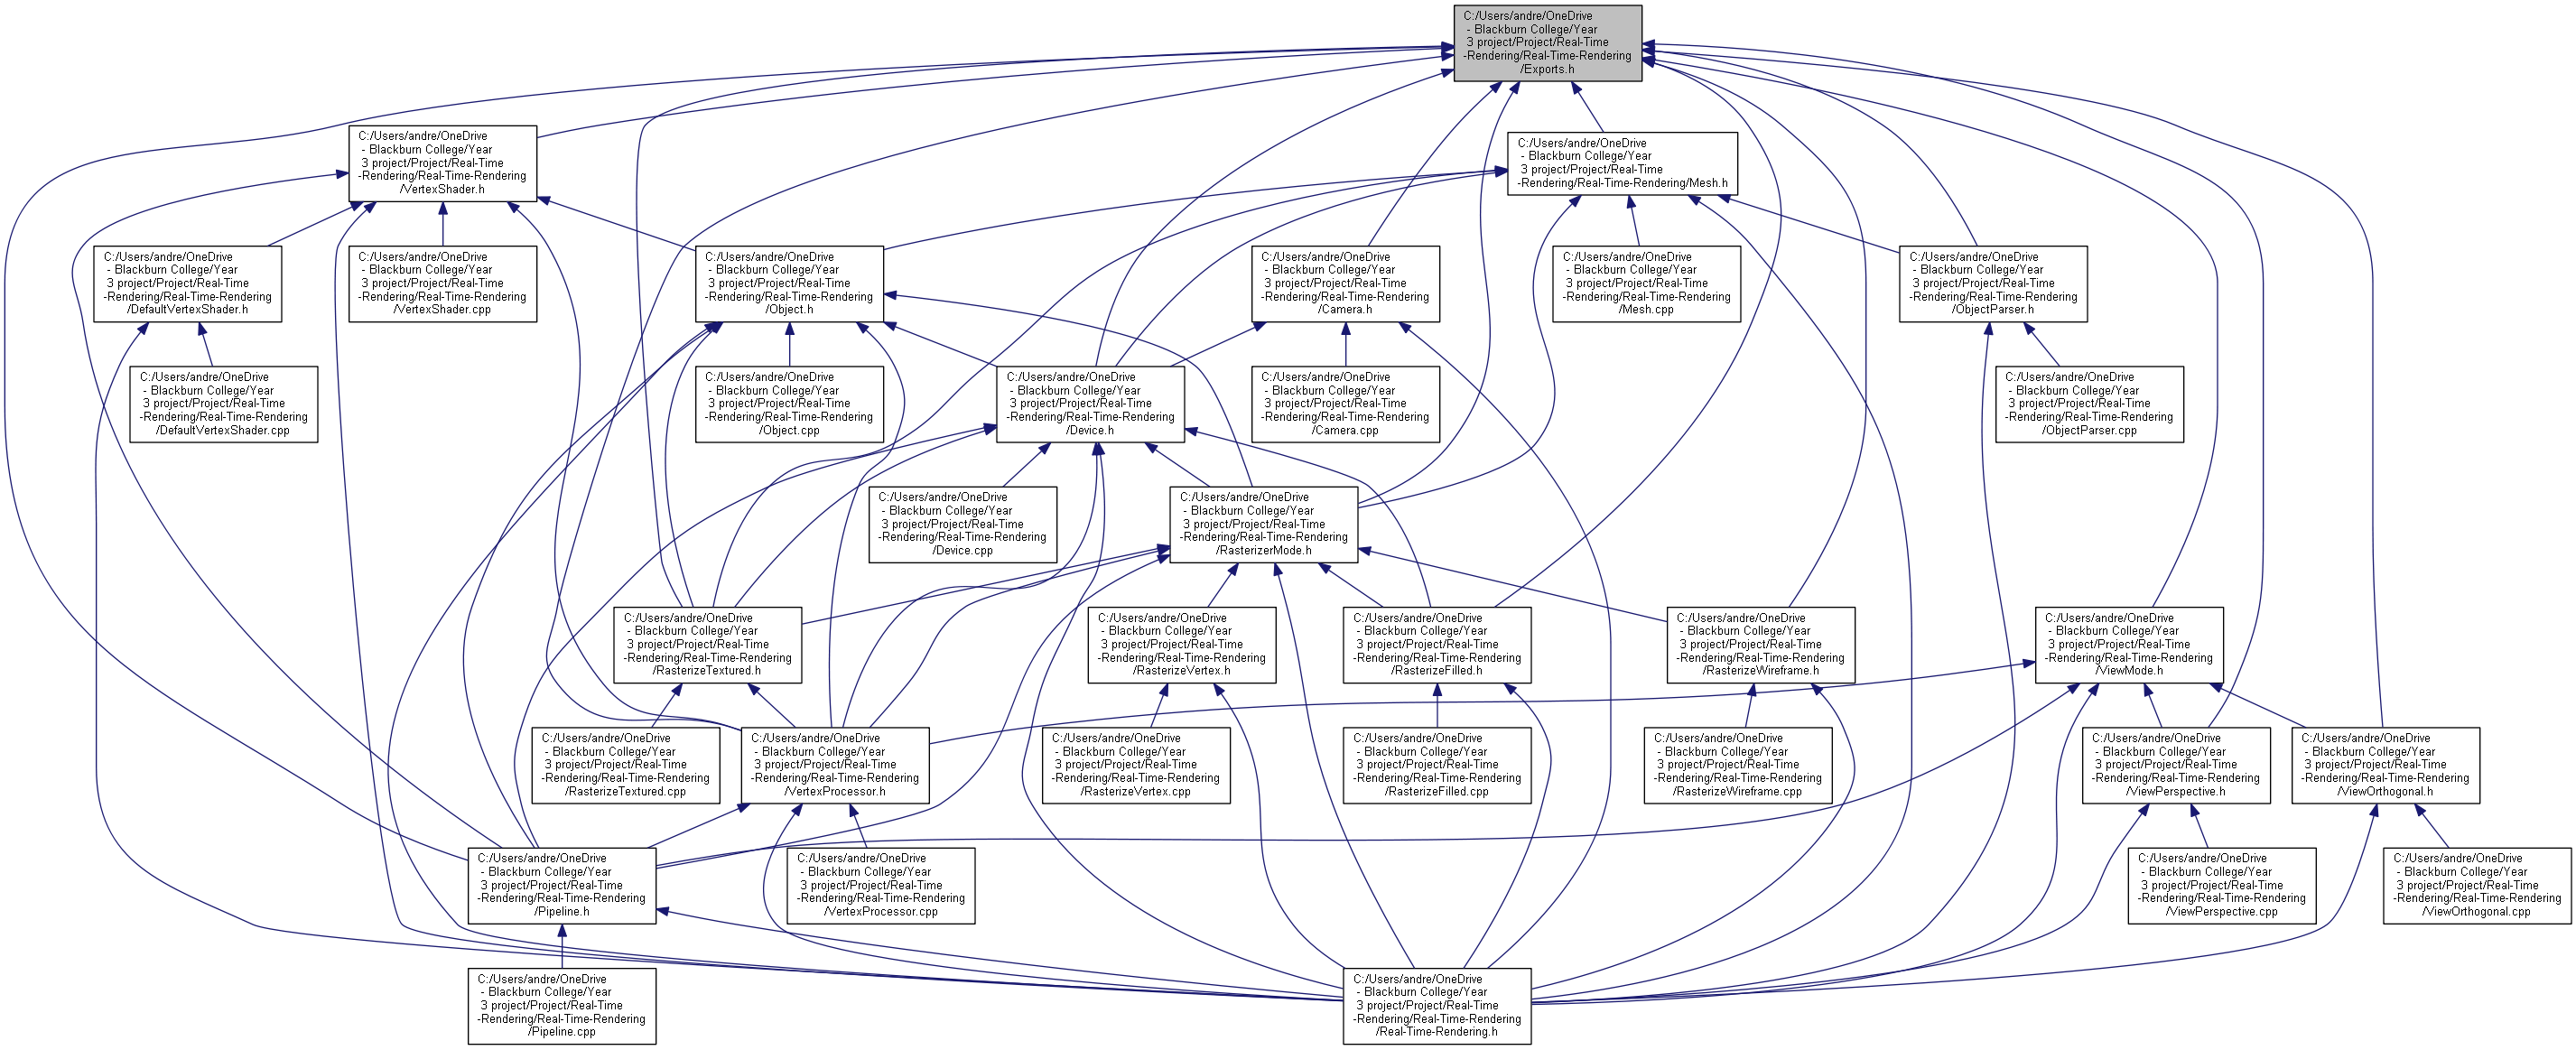 C:/Users/andre/OneDrive
- Blackburn College/Year
3 project/Project/Real-Time
-Rendering/Real-Time-Rendering
/Exports.h
C:/Users/andre/OneDrive
- Blackburn College/Year
3 project/Project/Real-Time
-Rendering/Real-Time-Rendering
/VertexShader.h
C:/Users/andre/OneDrive
- Blackburn College/Year
3 project/Project/Real-Time
-Rendering/Real-Time-Rendering/Mesh.h
C:/Users/andre/OneDrive
- Blackburn College/Year
3 project/Project/Real-Time
-Rendering/Real-Time-Rendering
/DefaultVertexShader.h
C:/Users/andre/OneDrive
- Blackburn College/Year
3 project/Project/Real-Time
-Rendering/Real-Time-Rendering
/VertexShader.cpp
C:/Users/andre/OneDrive
- Blackburn College/Year
3 project/Project/Real-Time
-Rendering/Real-Time-Rendering
/Object.h
C:/Users/andre/OneDrive
- Blackburn College/Year
3 project/Project/Real-Time
-Rendering/Real-Time-Rendering
/Camera.h
C:/Users/andre/OneDrive
- Blackburn College/Year
3 project/Project/Real-Time
-Rendering/Real-Time-Rendering
/Mesh.cpp
C:/Users/andre/OneDrive
- Blackburn College/Year
3 project/Project/Real-Time
-Rendering/Real-Time-Rendering
/ObjectParser.h
C:/Users/andre/OneDrive
- Blackburn College/Year
3 project/Project/Real-Time
-Rendering/Real-Time-Rendering
/DefaultVertexShader.cpp
C:/Users/andre/OneDrive
- Blackburn College/Year
3 project/Project/Real-Time
-Rendering/Real-Time-Rendering
/Object.cpp
C:/Users/andre/OneDrive
- Blackburn College/Year
3 project/Project/Real-Time
-Rendering/Real-Time-Rendering
/Device.h
C:/Users/andre/OneDrive
- Blackburn College/Year
3 project/Project/Real-Time
-Rendering/Real-Time-Rendering
/Camera.cpp
C:/Users/andre/OneDrive
- Blackburn College/Year
3 project/Project/Real-Time
-Rendering/Real-Time-Rendering
/ObjectParser.cpp
C:/Users/andre/OneDrive
- Blackburn College/Year
3 project/Project/Real-Time
-Rendering/Real-Time-Rendering
/Device.cpp
C:/Users/andre/OneDrive
- Blackburn College/Year
3 project/Project/Real-Time
-Rendering/Real-Time-Rendering
/RasterizerMode.h
C:/Users/andre/OneDrive
- Blackburn College/Year
3 project/Project/Real-Time
-Rendering/Real-Time-Rendering
/RasterizeTextured.h
C:/Users/andre/OneDrive
- Blackburn College/Year
3 project/Project/Real-Time
-Rendering/Real-Time-Rendering
/RasterizeVertex.h
C:/Users/andre/OneDrive
- Blackburn College/Year
3 project/Project/Real-Time
-Rendering/Real-Time-Rendering
/RasterizeFilled.h
C:/Users/andre/OneDrive
- Blackburn College/Year
3 project/Project/Real-Time
-Rendering/Real-Time-Rendering
/RasterizeWireframe.h
C:/Users/andre/OneDrive
- Blackburn College/Year
3 project/Project/Real-Time
-Rendering/Real-Time-Rendering
/ViewMode.h
C:/Users/andre/OneDrive
- Blackburn College/Year
3 project/Project/Real-Time
-Rendering/Real-Time-Rendering
/RasterizeTextured.cpp
C:/Users/andre/OneDrive
- Blackburn College/Year
3 project/Project/Real-Time
-Rendering/Real-Time-Rendering
/VertexProcessor.h
C:/Users/andre/OneDrive
- Blackburn College/Year
3 project/Project/Real-Time
-Rendering/Real-Time-Rendering
/RasterizeVertex.cpp
C:/Users/andre/OneDrive
- Blackburn College/Year
3 project/Project/Real-Time
-Rendering/Real-Time-Rendering
/RasterizeFilled.cpp
C:/Users/andre/OneDrive
- Blackburn College/Year
3 project/Project/Real-Time
-Rendering/Real-Time-Rendering
/RasterizeWireframe.cpp
C:/Users/andre/OneDrive
- Blackburn College/Year
3 project/Project/Real-Time
-Rendering/Real-Time-Rendering
/ViewPerspective.h
C:/Users/andre/OneDrive
- Blackburn College/Year
3 project/Project/Real-Time
-Rendering/Real-Time-Rendering
/ViewOrthogonal.h
C:/Users/andre/OneDrive
- Blackburn College/Year
3 project/Project/Real-Time
-Rendering/Real-Time-Rendering
/Pipeline.h
C:/Users/andre/OneDrive
- Blackburn College/Year
3 project/Project/Real-Time
-Rendering/Real-Time-Rendering
/VertexProcessor.cpp
C:/Users/andre/OneDrive
- Blackburn College/Year
3 project/Project/Real-Time
-Rendering/Real-Time-Rendering
/ViewPerspective.cpp
C:/Users/andre/OneDrive
- Blackburn College/Year
3 project/Project/Real-Time
-Rendering/Real-Time-Rendering
/ViewOrthogonal.cpp
C:/Users/andre/OneDrive
- Blackburn College/Year
3 project/Project/Real-Time
-Rendering/Real-Time-Rendering
/Pipeline.cpp
C:/Users/andre/OneDrive
- Blackburn College/Year
3 project/Project/Real-Time
-Rendering/Real-Time-Rendering
/Real-Time-Rendering.h